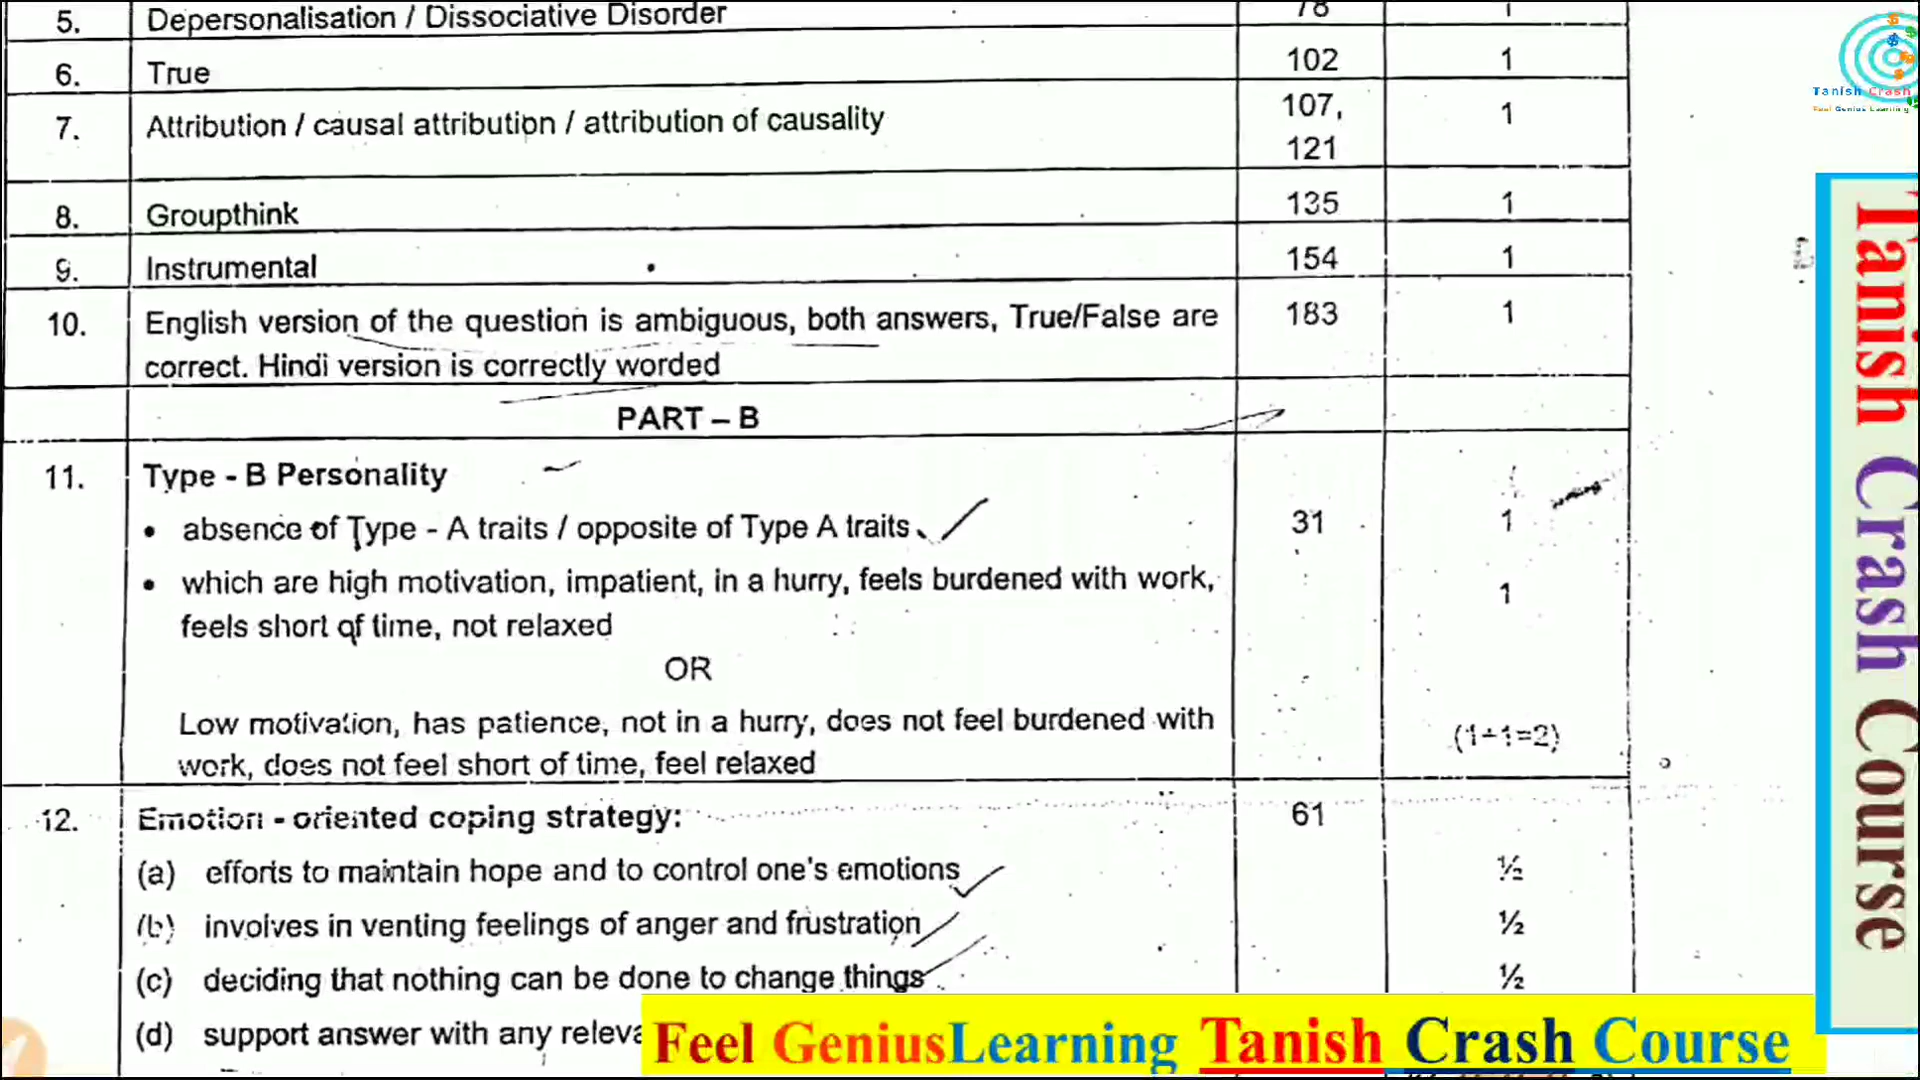 5. Depersonalisation / Dissociative Disorder 78 1
6. True 102 1
7. Attribution / causal attribution / attribution of causality 107, 1
121
8. Groupthink 135 1
9. Instrumental 154 1
10. English version of the question is ambiguous, both answers, True/False are 183 1
correct. Hindi version is correctly worded
PART – B
11. Type - B Personality
• absence of Type - A traits / opposite of Type A traits. 31 1
• which are high motivation, impatient, in a hurry, feels burdened with work, 1
feels short of time, not relaxed
OR
Low motivation, has patience, not in a hurry, does not feel burdened with
work, does not feel short of time, feel relaxed (1+1=2)
12. Emotion - oriented coping strategy: 61
(a) efforts to maintain hope and to control one's emotions ½
(b) involves in venting feelings of anger and frustration ½
(c) deciding that nothing can be done to change things ½
(d) support answer with any
Feel GeniusLearning Tanish Crash Course
Tanish Crash
Feel Genius Learning
Tanish Crash Course